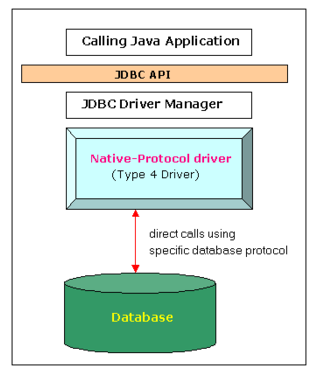 Calling Java Application
JDBC API
JDBC Driver Manager
Native-Protocol driver
(Type 4 Driver)
direct calls using
specific database protocol
Database